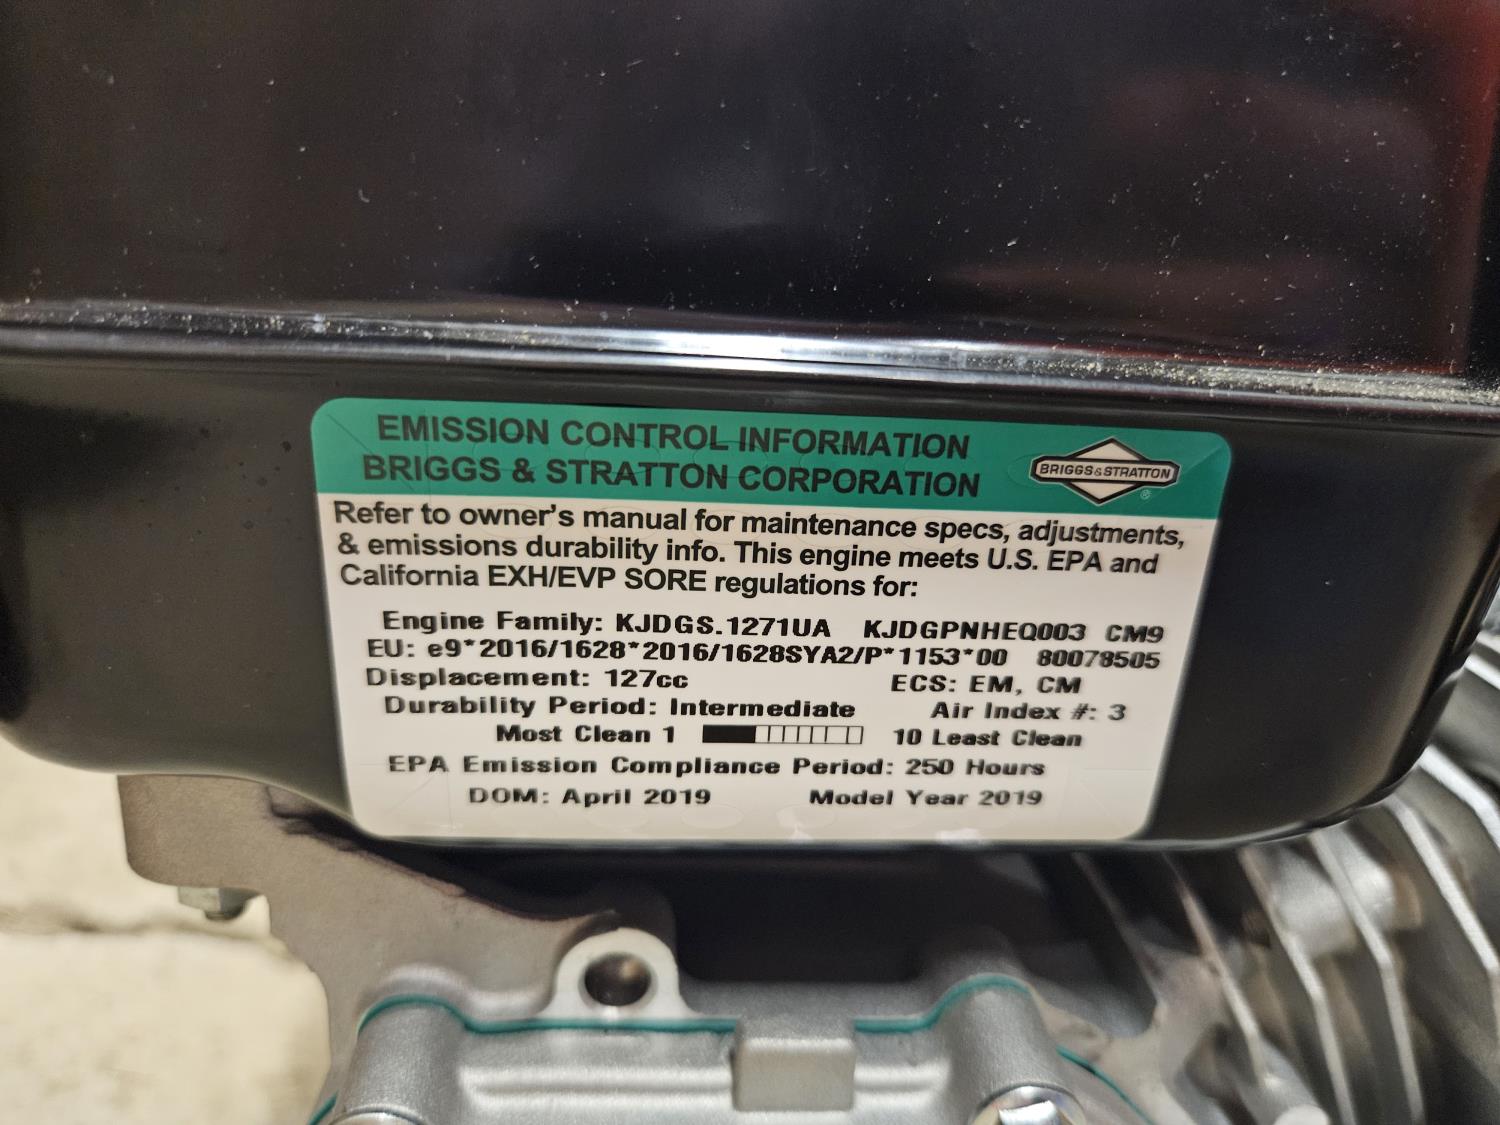 EMISSION CONTROL INFORMATION
BRIGGS & STRATTON CORPORATION
BRIGGS&STRATTON
®
Refer to owner's manual for maintenance specs, adjustments,
& emissions durability info. This engine meets U.S. EPA and
California EXH/EVP SORE regulations for:
Engine Family: KJDGS.1271UA KJDGPNHEQ003 CM9
EU: e9*2016/1628*2016/1628SYA2/P*1153*00 80078505
Displacement: 127cc ECS: EM, CM
Durability Period: Intermediate Air Index #: 3
Most Clean 1 10 Least Clean
EPA Emission Compliance Period: 250 Hours
DOM: April 2019 Model Year 2019